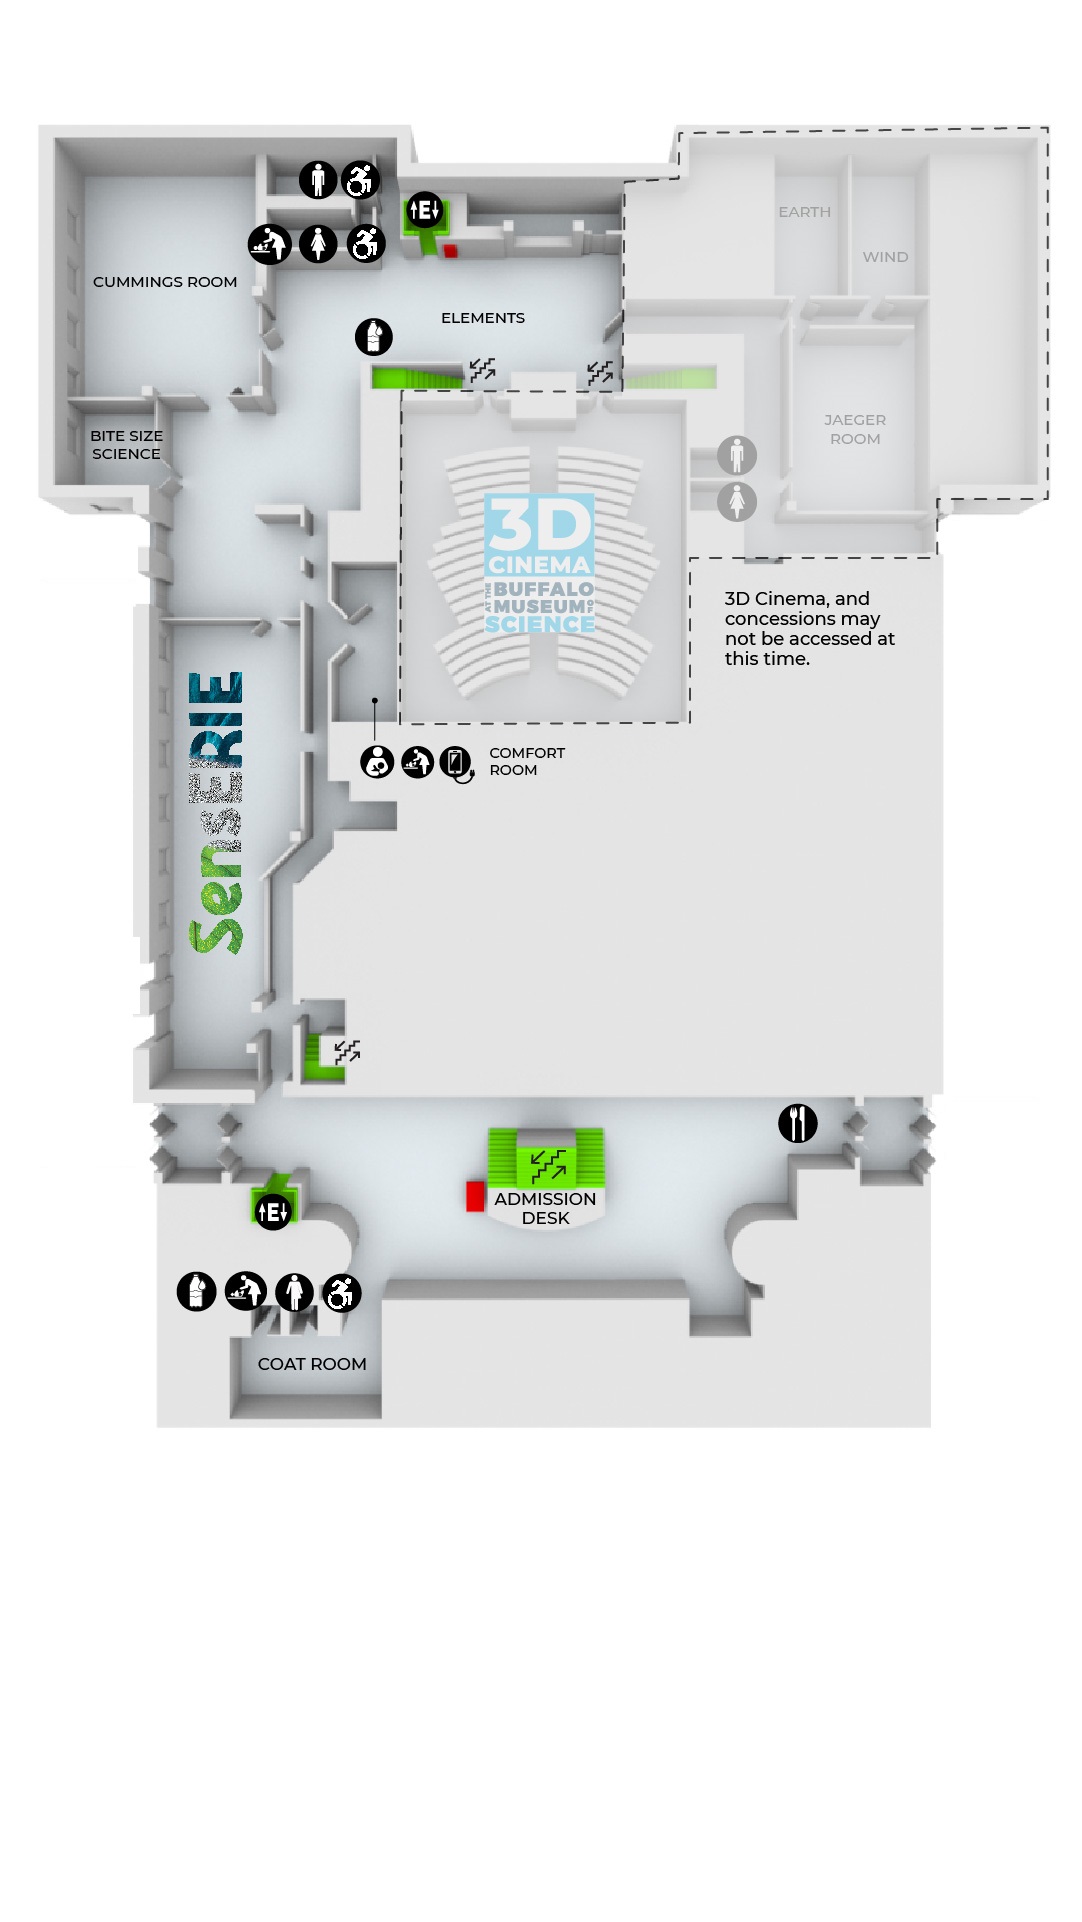 EARTH
WIND
CUMMINGS ROOM
E
ELEMENTS
BITE SIZE
SCIENCE
JAEGER
ROOM
3D
CINEMA
AT THE BUFFALO
MUSEUM OF
SCIENCE
3D Cinema, and
concessions may
not be accessed at
this time.
SensERIE
COMFORT
ROOM
ADMISSION
DESK
E
COAT ROOM